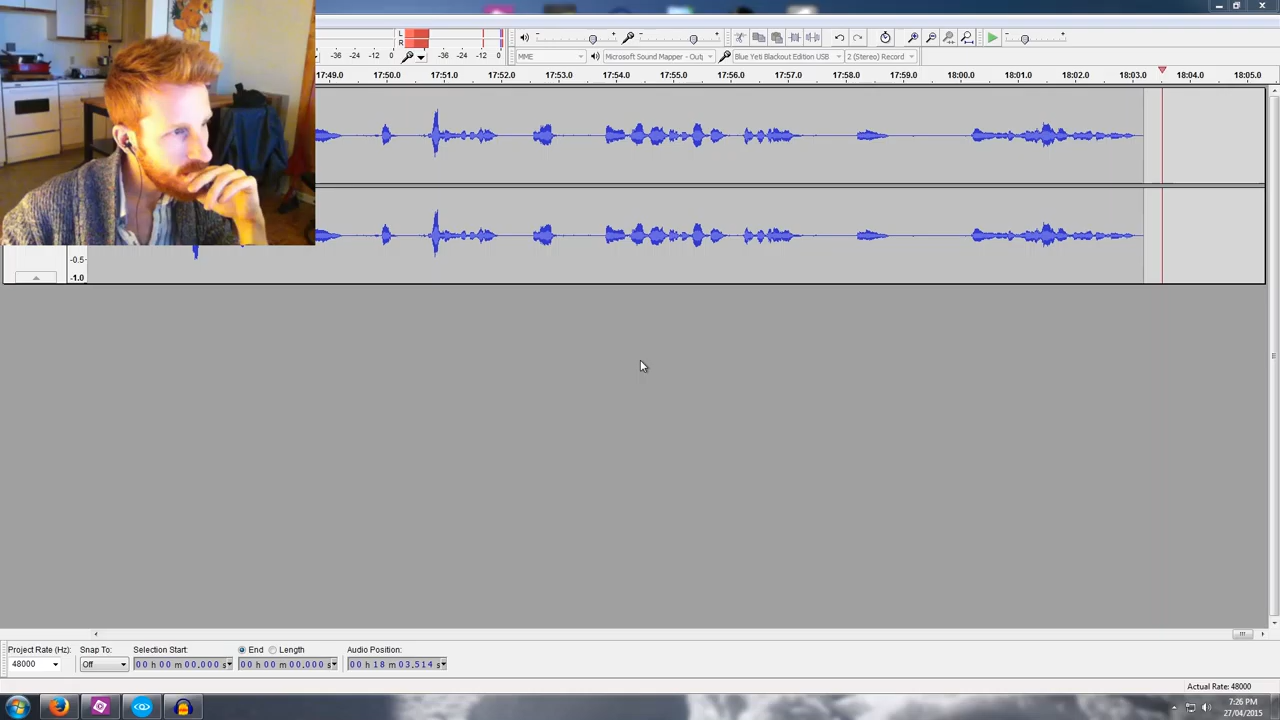 L
R
-36 -24 -12 0
-36 -24 -12 0
MME
Microsoft Sound Mapper - Outp
Blue Yeti Blackout Edition USB
2 (Stereo) Record
17:49.0 17:50.0 17:51.0 17:52.0 17:53.0 17:54.0 17:55.0 17:56.0 17:57.0 17:58.0 17:59.0 18:00.0 18:01.0 18:02.0 18:03.0 18:04.0 18:05.0
-0.5-
-1.0
Project Rate (Hz): Snap To: Selection Start: End Length Audio Position:
48000 Off 00 h 00 m 00.000 s 00 h 00 m 00.000 s 00 h 18 m 03.514 s
Actual Rate: 48000
7:26 PM
27/04/2015